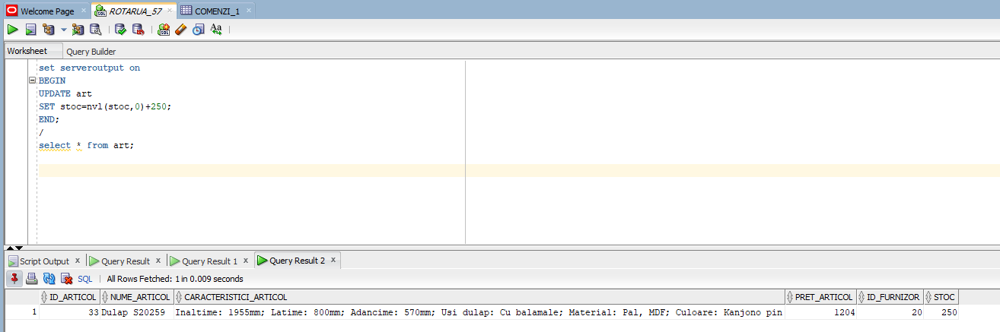 Welcome Page ROTARUA_57 COMENZI_1
Worksheet Query Builder
set serveroutput on
BEGIN
UPDATE art
SET stoc=nvl(stoc,0)+250;
END;
/
select * from art;
Script Output Query Result Query Result 1 Query Result 2
SQL All Rows Fetched: 1 in 0.009 seconds
ID_ARTICOL NUME_ARTICOL CARACTERISTICI_ARTICOL PRET_ARTICOL ID_FURNIZOR STOC
1 33 Dulap S20259 Inaltime: 1955mm; Latime: 800mm; Adancime: 570mm; Usi dulap: Cu balamale; Material: Pal, MDF; Culoare: Kanjono pin 1204 20 250